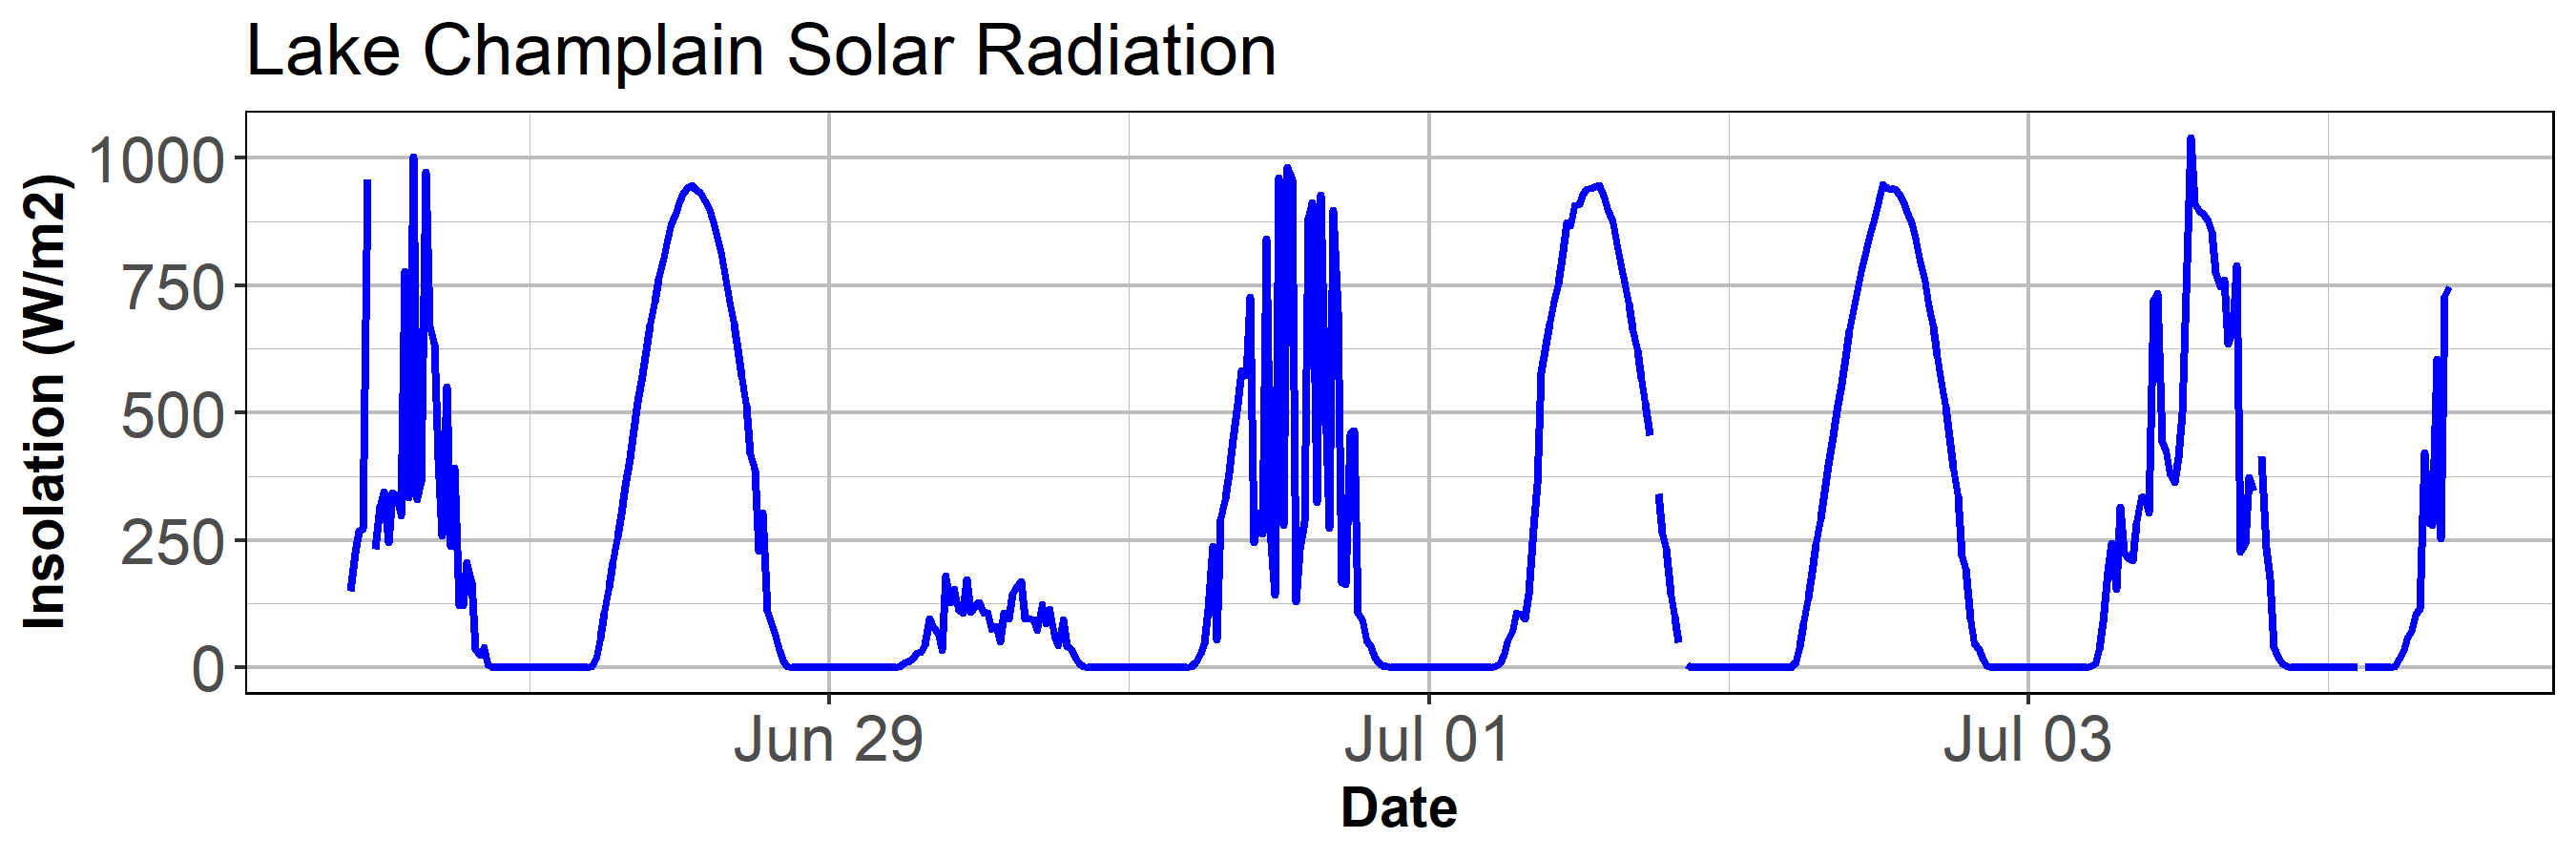 Lake Champlain Solar Radiation
1000
750
500
250
0
Insolation (W/m2)
Jun 29 Jul 01 Jul 03
Date